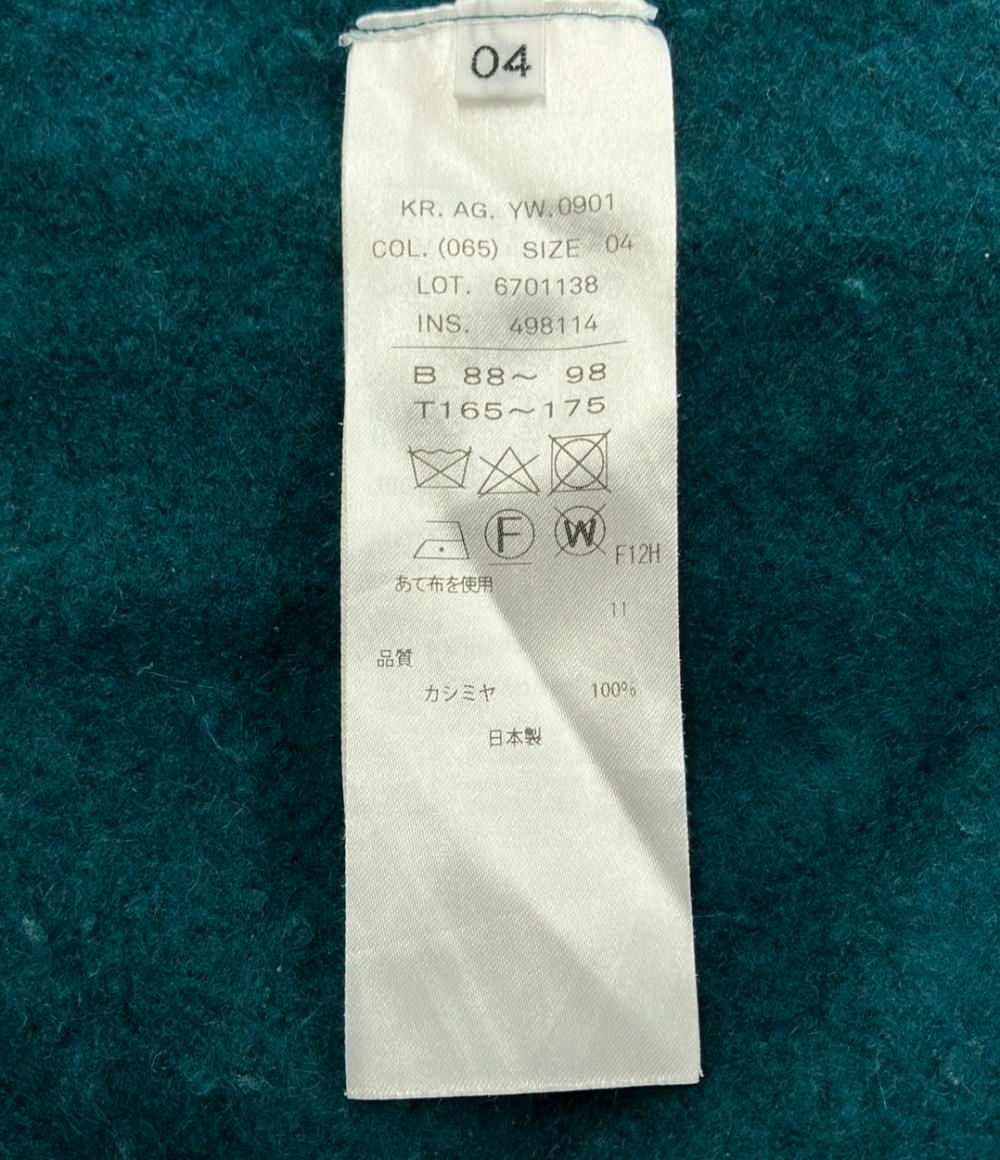 04
KR. AG. YW.0901
COL. (065) SIZE 04
LOT. 6701138
INS. 498114
B 88～ 98
T165～175
F W F12H
あて布を使用
11
品質
カシミヤ 100%
日本製